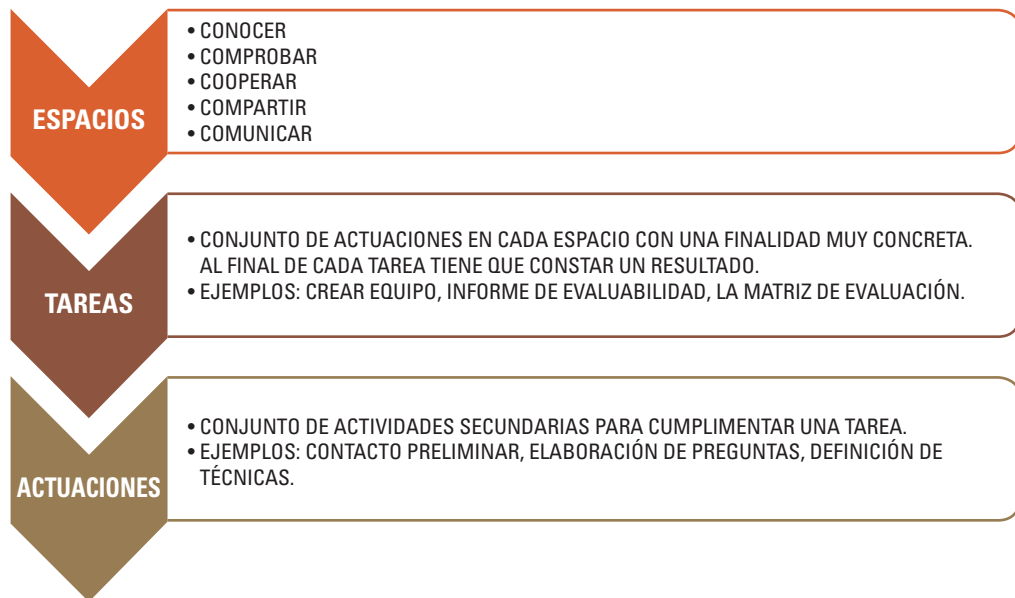 ESPACIOS
• CONOCER
• COMPROBAR
• COOPERAR
• COMPARTIR
• COMUNICAR
TAREAS
• CONJUNTO DE ACTUACIONES EN CADA ESPACIO CON UNA FINALIDAD MUY CONCRETA.
AL FINAL DE CADA TAREA TIENE QUE CONSTAR UN RESULTADO.
• EJEMPLOS: CREAR EQUIPO, INFORME DE EVALUABILIDAD, LA MATRIZ DE EVALUACIÓN.
ACTUACIONES
• CONJUNTO DE ACTIVIDADES SECUNDARIAS PARA CUMPLIMENTAR UNA TAREA.
• EJEMPLOS: CONTACTO PRELIMINAR, ELABORACIÓN DE PREGUNTAS, DEFINICIÓN DE
TÉCNICAS.